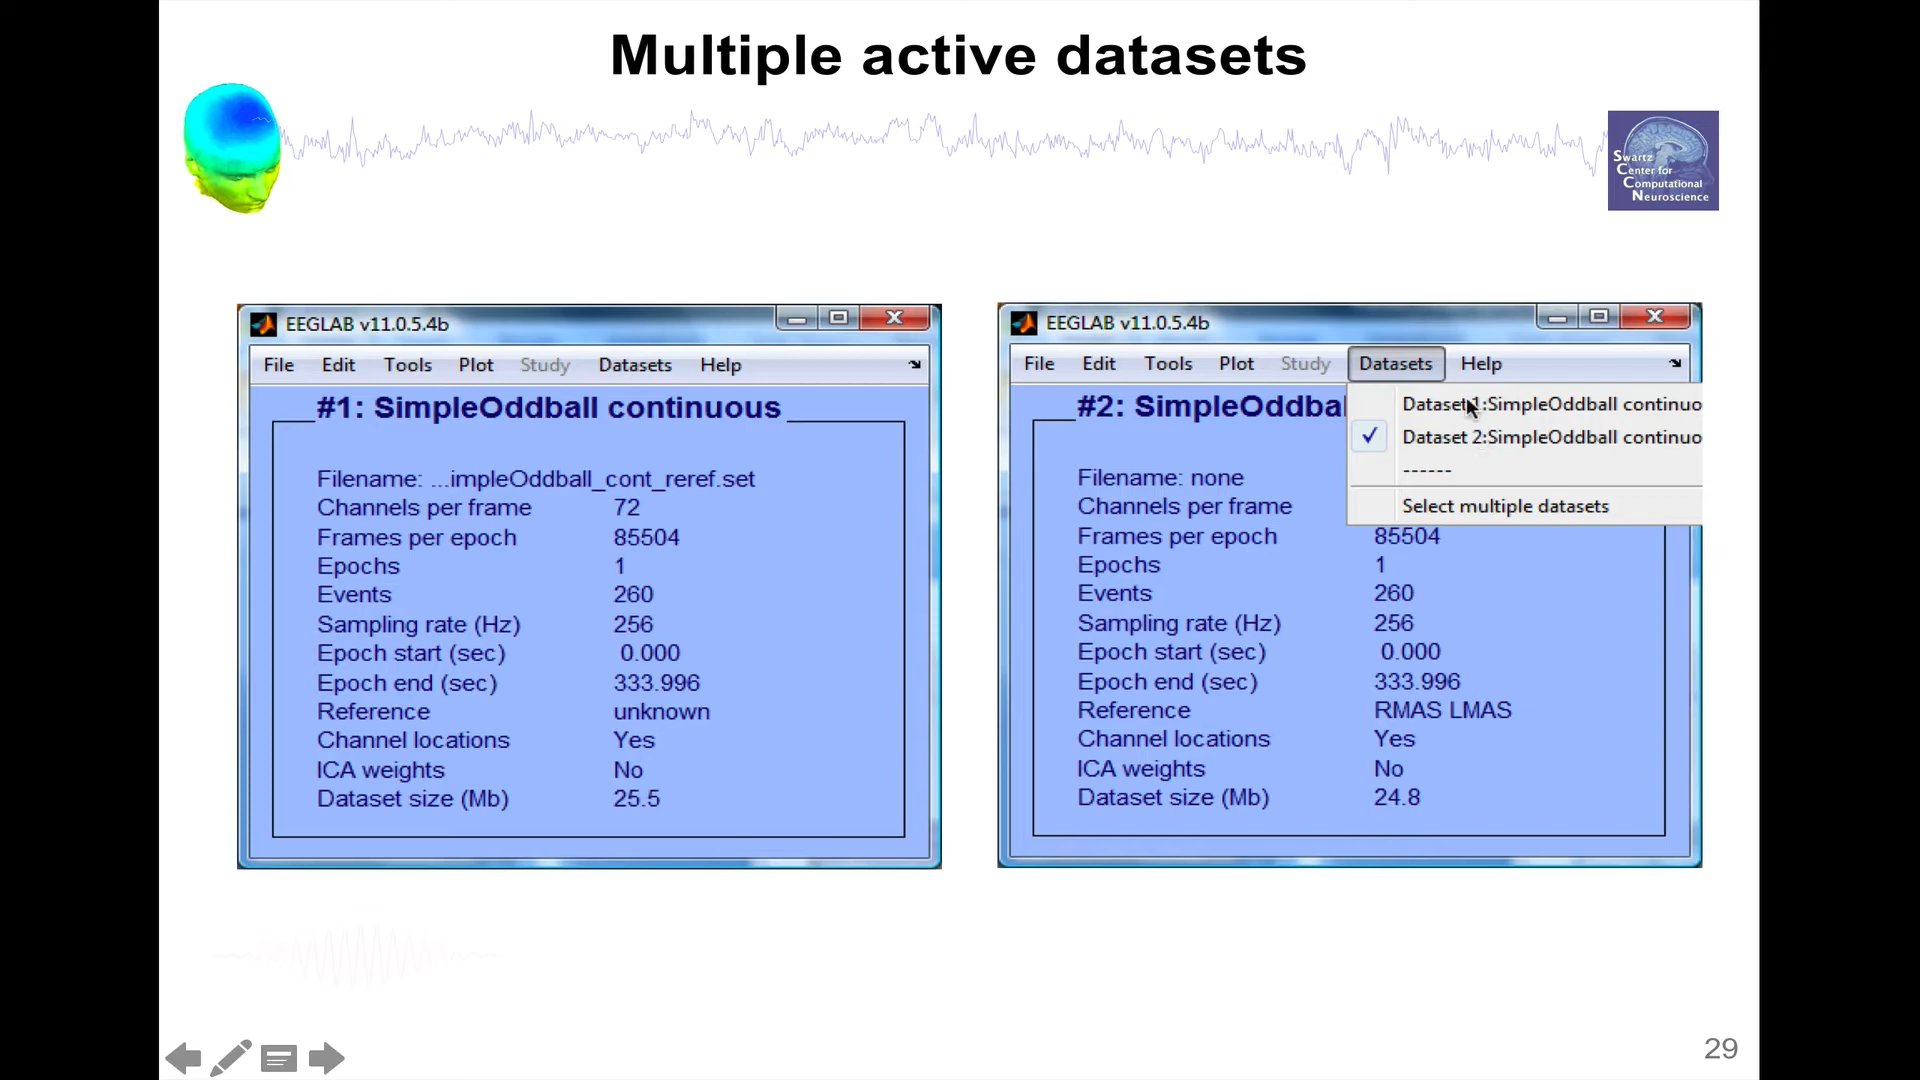 Multiple active datasets
Swartz
Center for
Computational
Neuroscience
EEGLAB v11.0.5.4b
File Edit Tools Plot Study Datasets Help
#1: SimpleOddball continuous
Filename: ...impleOddball_cont_reref.set
Channels per frame 72
Frames per epoch 85504
Epochs 1
Events 260
Sampling rate (Hz) 256
Epoch start (sec) 0.000
Epoch end (sec) 333.996
Reference unknown
Channel locations Yes
ICA weights No
Dataset size (Mb) 25.5
EEGLAB v11.0.5.4b
File Edit Tools Plot Study Datasets Help
#2: SimpleOddbal
Dataset 1:SimpleOddball continuo
Dataset 2:SimpleOddball continuo
------
Select multiple datasets
Filename: none
Channels per frame
Frames per epoch 85504
Epochs 1
Events 260
Sampling rate (Hz) 256
Epoch start (sec) 0.000
Epoch end (sec) 333.996
Reference RMAS LMAS
Channel locations Yes
ICA weights No
Dataset size (Mb) 24.8
29